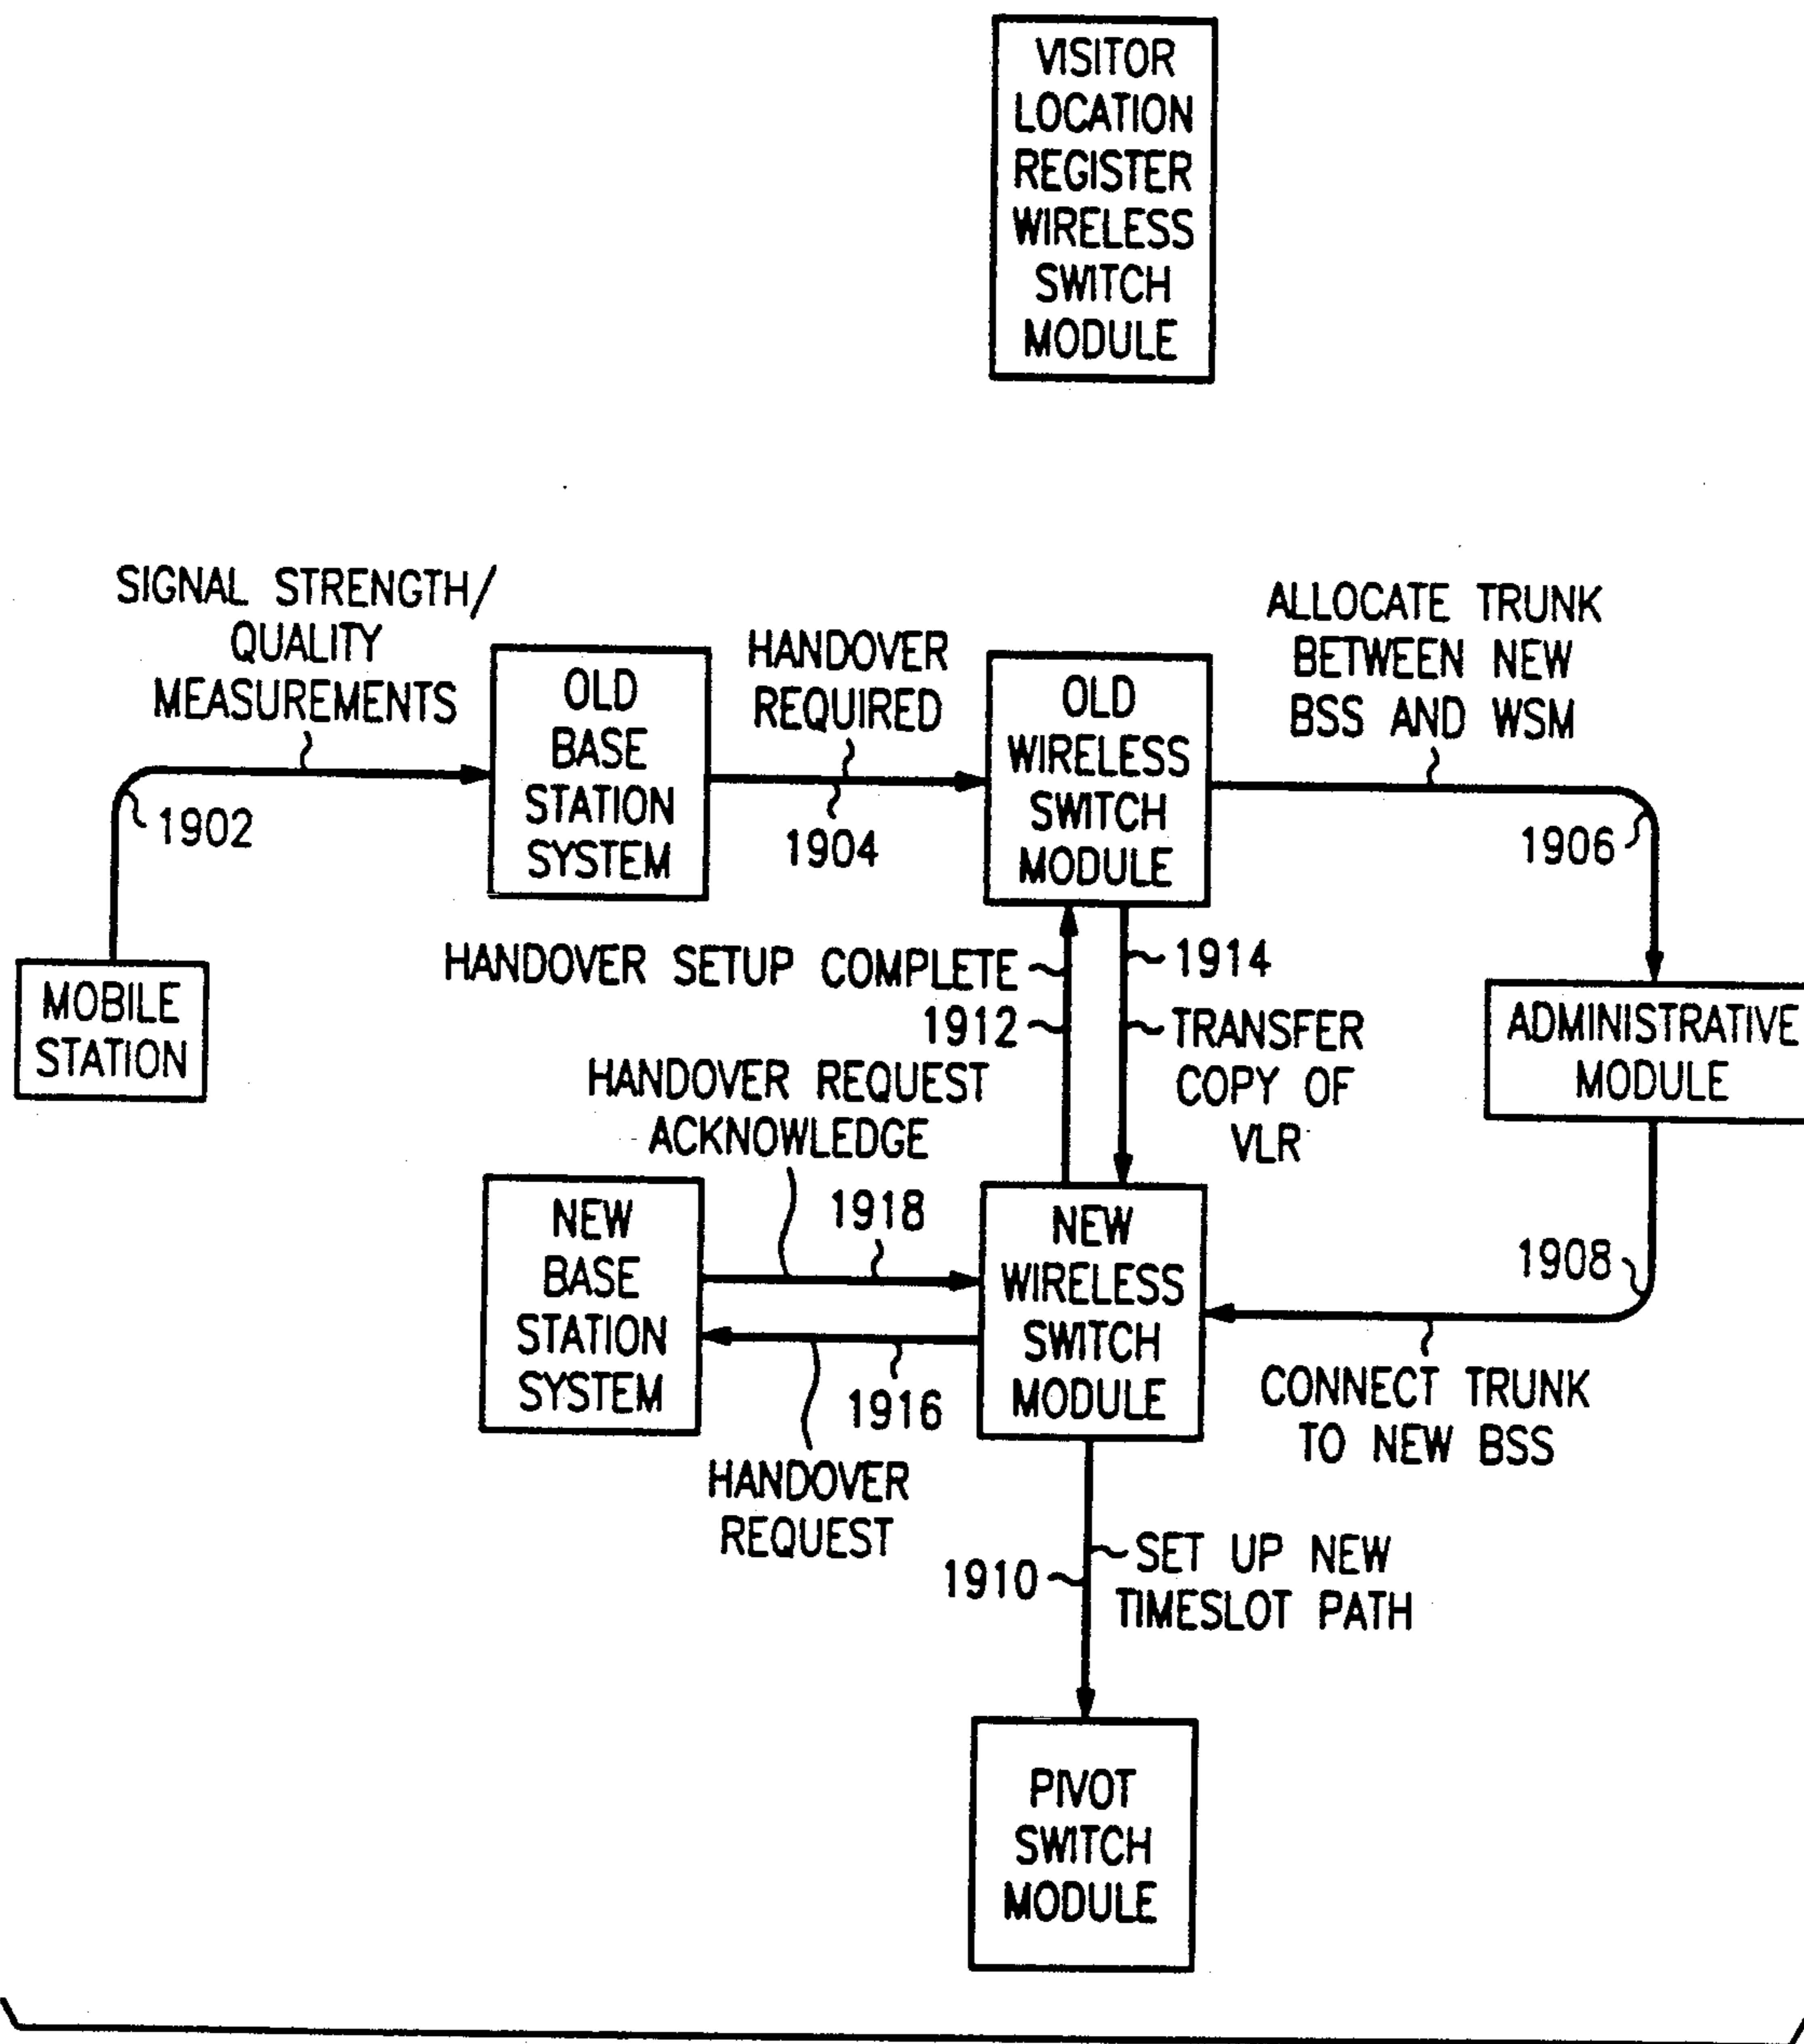 VISITOR
LOCATION
REGISTER
WIRELESS
SWITCH
MODULE
SIGNAL STRENGTH/
QUALITY
MEASUREMENTS
1902
OLD
BASE
STATION
SYSTEM
HANDOVER
REQUIRED
1904
OLD
WIRELESS
SWITCH
MODULE
ALLOCATE TRUNK
BETWEEN NEW
BSS AND WSM
1906
MOBILE
STATION
HANDOVER SETUP COMPLETE
1912
1914
TRANSFER
COPY OF
VLR
ADMINISTRATIVE
MODULE
HANDOVER REQUEST
ACKNOWLEDGE
1918
NEW
BASE
STATION
SYSTEM
NEW
WIRELESS
SWITCH
MODULE
1908
CONNECT TRUNK
TO NEW BSS
1916
HANDOVER
REQUEST
1910
SET UP NEW
TIMESLOT PATH
PIVOT
SWITCH
MODULE